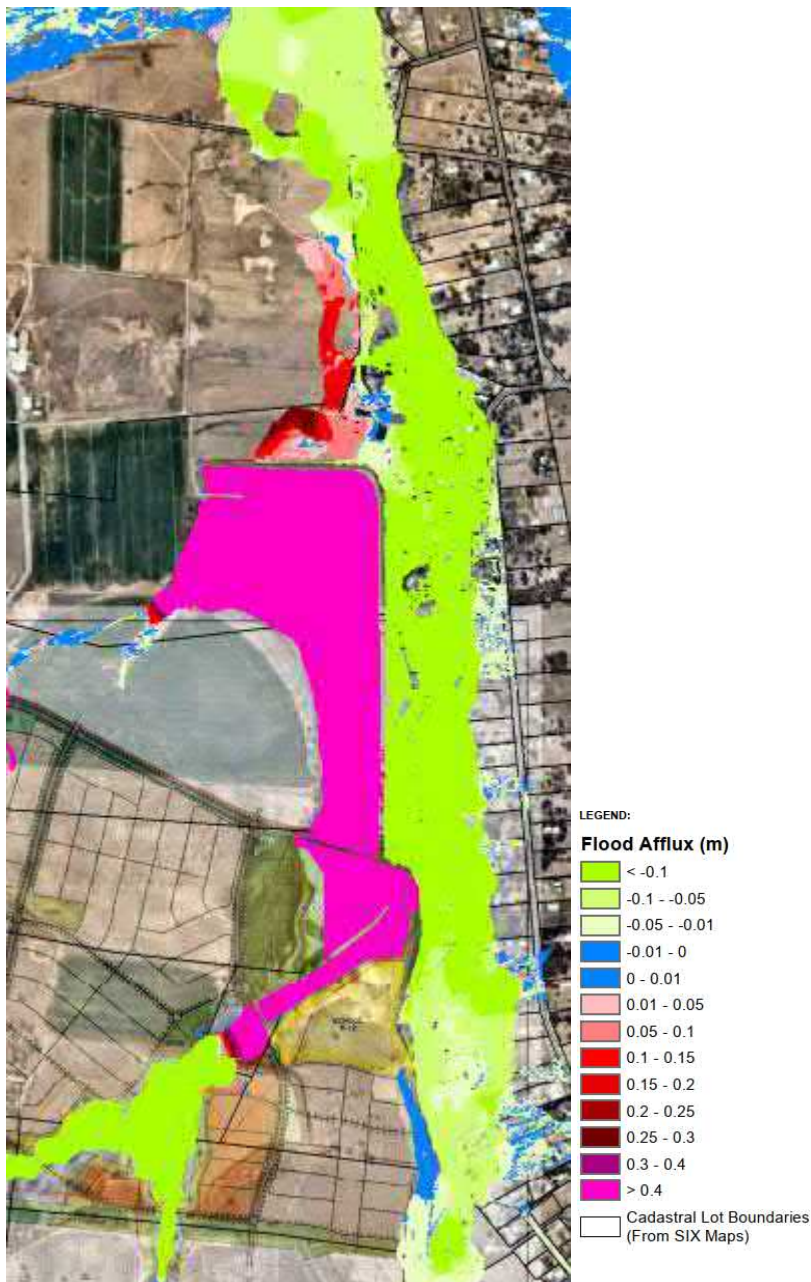 SCHOOL
K-12
LEGEND:
Flood Afflux (m)
< -0.1
-0.1 - -0.05
-0.05 - -0.01
-0.01 - 0
0 - 0.01
0.01 - 0.05
0.05 - 0.1
0.1 - 0.15
0.15 - 0.2
0.2 - 0.25
0.25 - 0.3
0.3 - 0.4
> 0.4
Cadastral Lot Boundaries
(From SIX Maps)